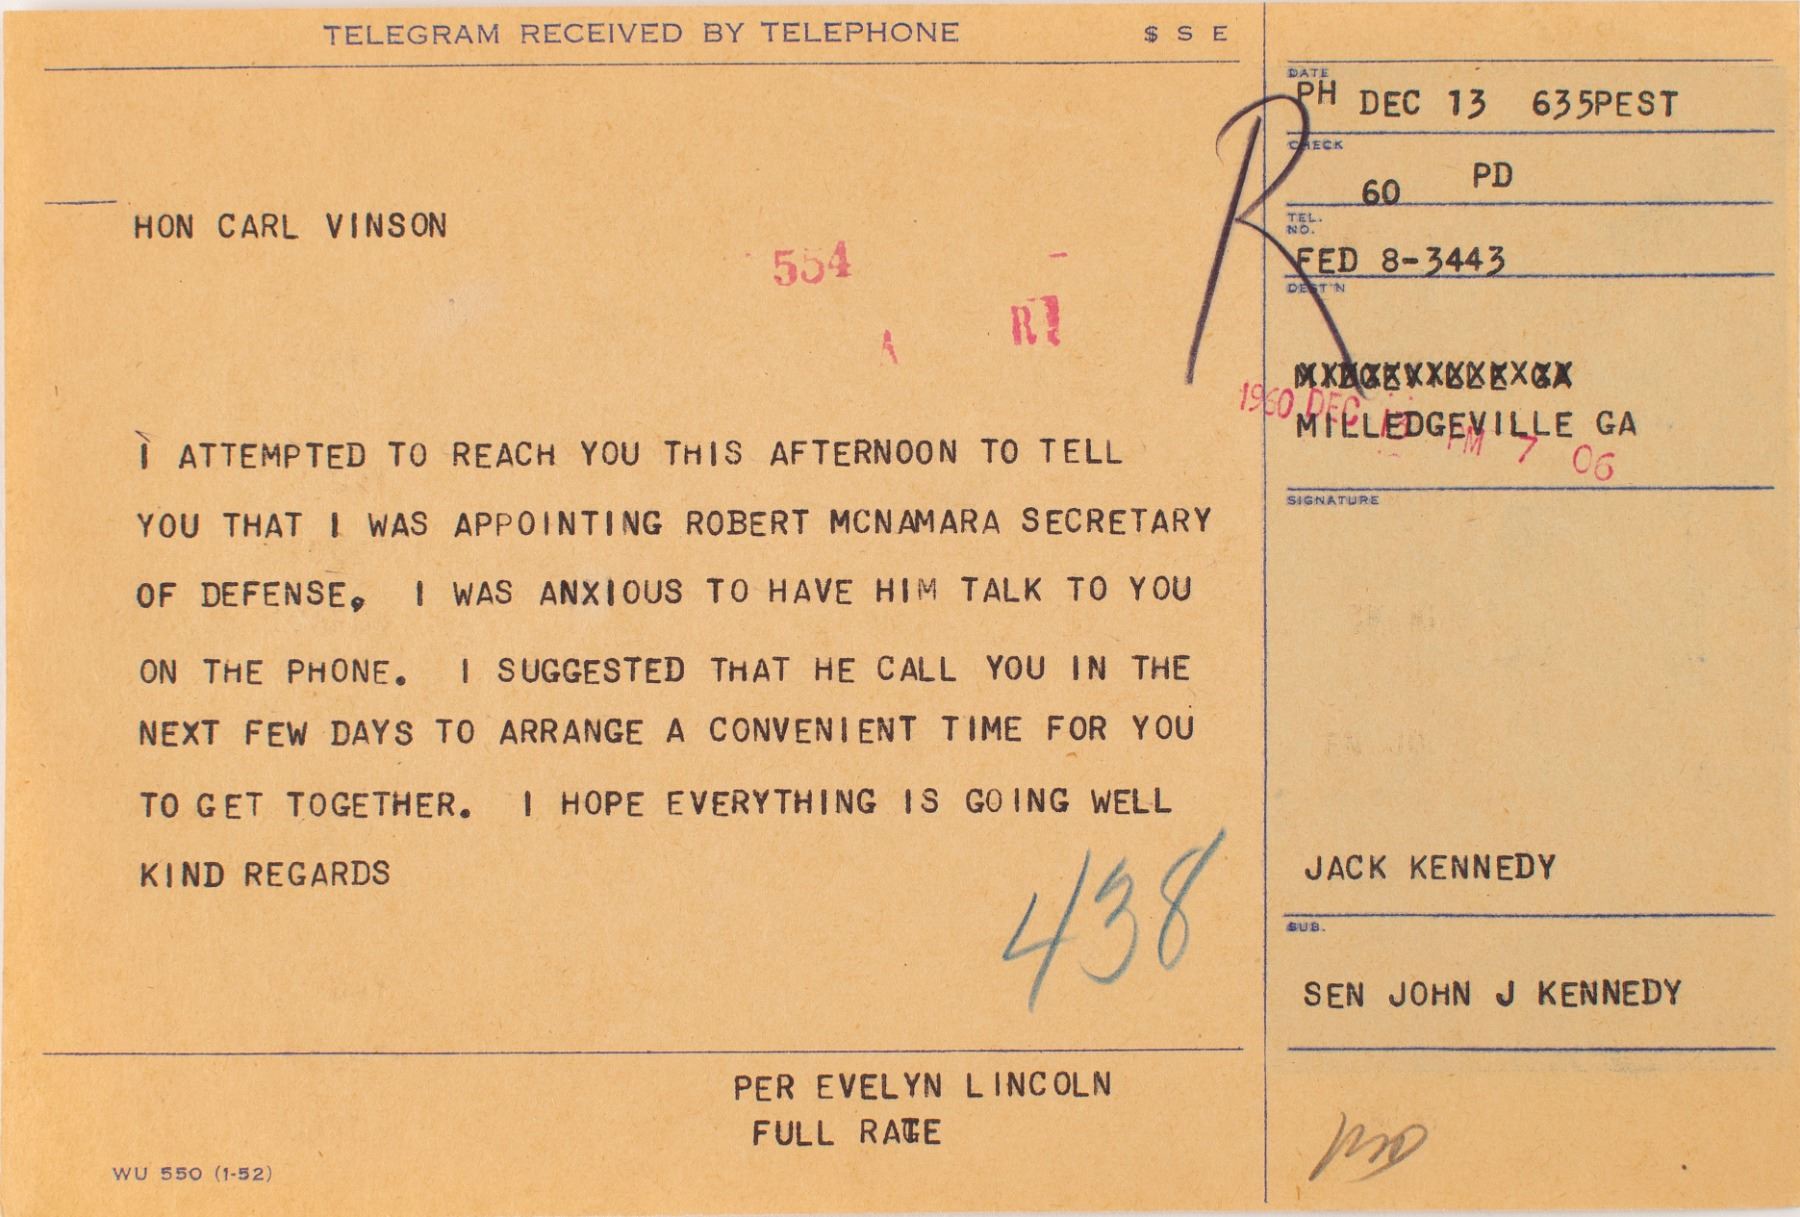 TELEGRAM RECEIVED BY TELEPHONE $ S E
HON CARL VINSON
554
A
R
I ATTEMPTED TO REACH YOU THIS AFTERNOON TO TELL
YOU THAT I WAS APPOINTING ROBERT MCNAMARA SECRETARY
OF DEFENSE. I WAS ANXIOUS TO HAVE HIM TALK TO YOU
ON THE PHONE. I SUGGESTED THAT HE CALL YOU IN THE
NEXT FEW DAYS TO ARRANGE A CONVENIENT TIME FOR YOU
TO GET TOGETHER. I HOPE EVERYTHING IS GOING WELL
KIND REGARDS
438
PER EVELYN LINCOLN
FULL RATE
WU 550 (1-52)
R
DATE
PH DEC 13 635PEST
CHECK
60 PD
TEL. NO.
FED 8-3443
DEST'N
1960 DEC 13 PM 7 06
MILLEDGEVILLE GA
SIGNATURE
JACK KENNEDY
SUB.
SEN JOHN J KENNEDY